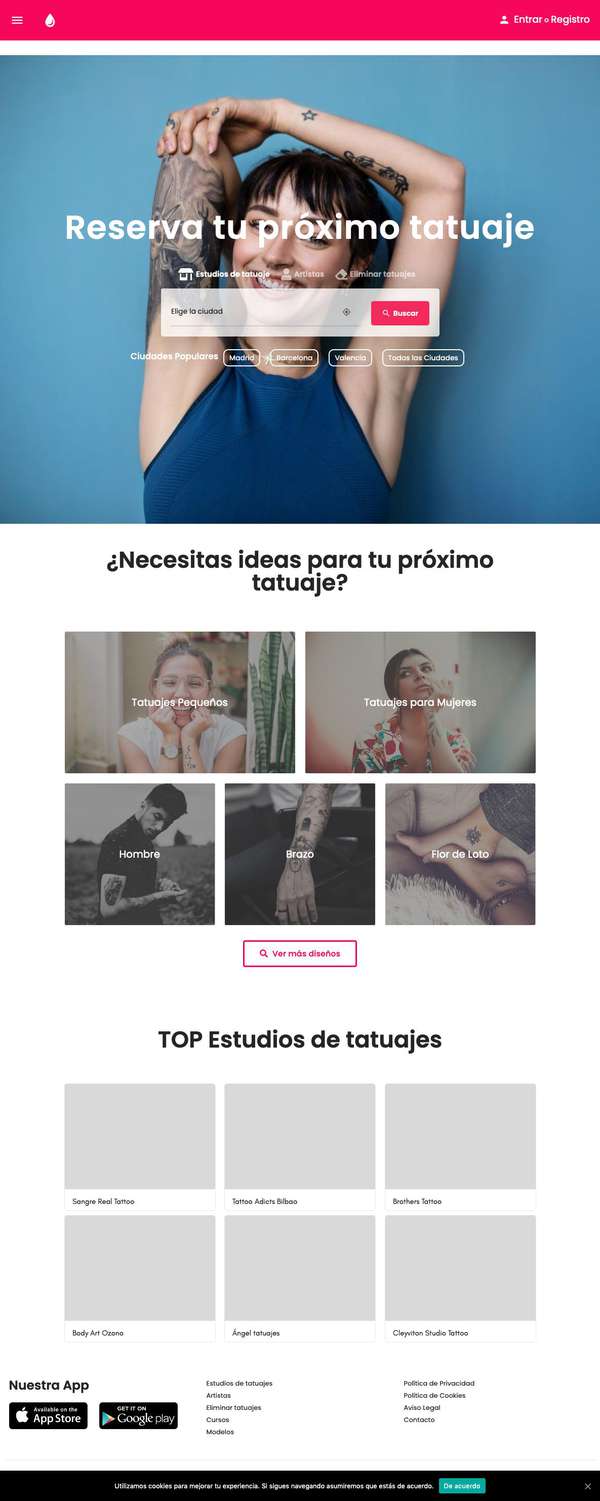 Entrar o Registro
Reserva tu próximo tatuaje
Estudios de tatuaje Artistas Eliminar tatuajes
Elige la ciudad
Buscar
Ciudades Populares Madrid Barcelona Valencia Todas las Ciudades
¿Necesitas ideas para tu próximo
tatuaje?
Tatuajes Pequeños Tatuajes para Mujeres
Hombre Brazo Flor de Loto
Ver más diseños
TOP Estudios de tatuajes
Sangre Real Tattoo Tattoo Adicts Bilbao Brothers Tattoo
Body Art Ozona Ángel tatuajes Cleyviton Studio Tattoo
Nuestra App
Available on the
App Store
GET IT ON
Google play
Estudios de tatuajes
Artistas
Eliminar tatuajes
Cursos
Modelos
Política de Privacidad
Política de Cookies
Aviso Legal
Contacto
Utilizamos cookies para mejorar tu experiencia. Si sigues navegando asumiremos que estás de acuerdo. De acuerdo